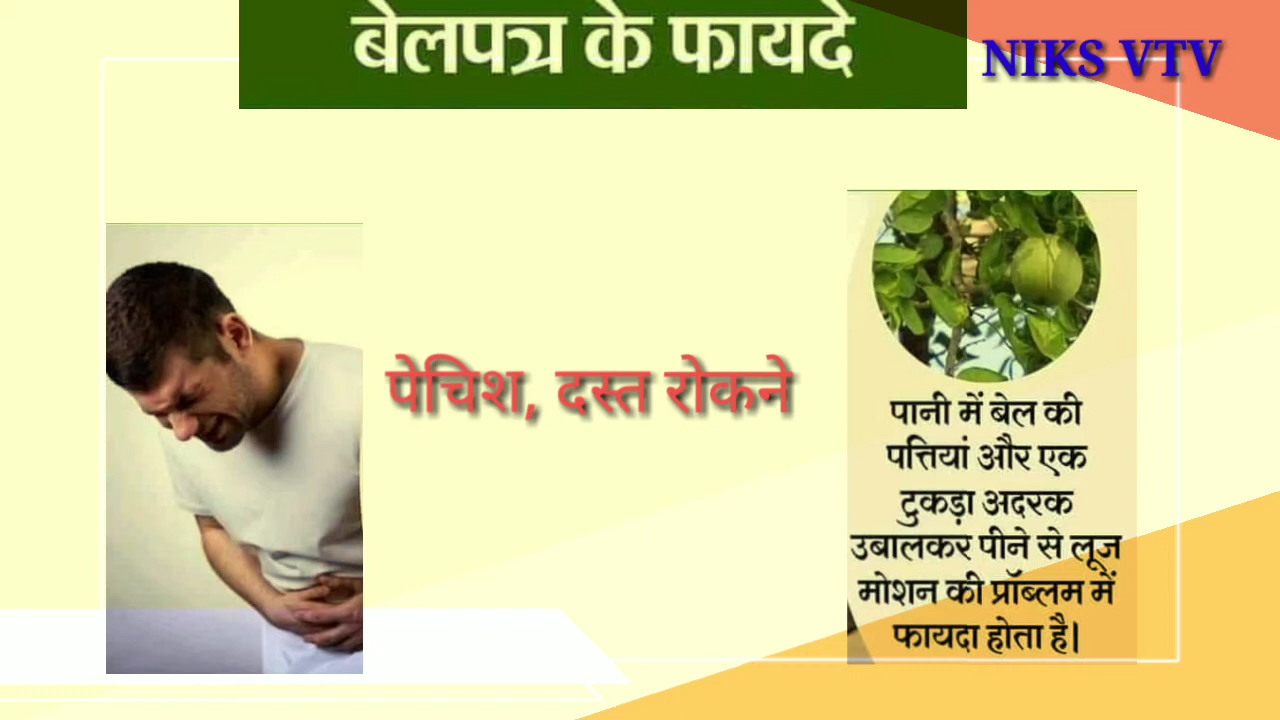 बेलपत्र के फायदे
NIKS VTV
पेचिश, दस्त रोकने
पानी में बेल की
पत्तियां और एक
टुकड़ा अदरक
उबालकर पीने से लूज
मोशन की प्रॉब्लम में
फायदा होता है।